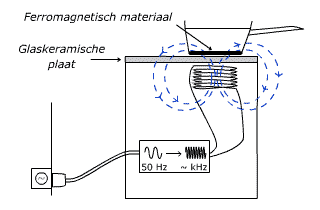 Ferromagnetisch materiaal
Glaskeramische
plaat
50 Hz
~ kHz